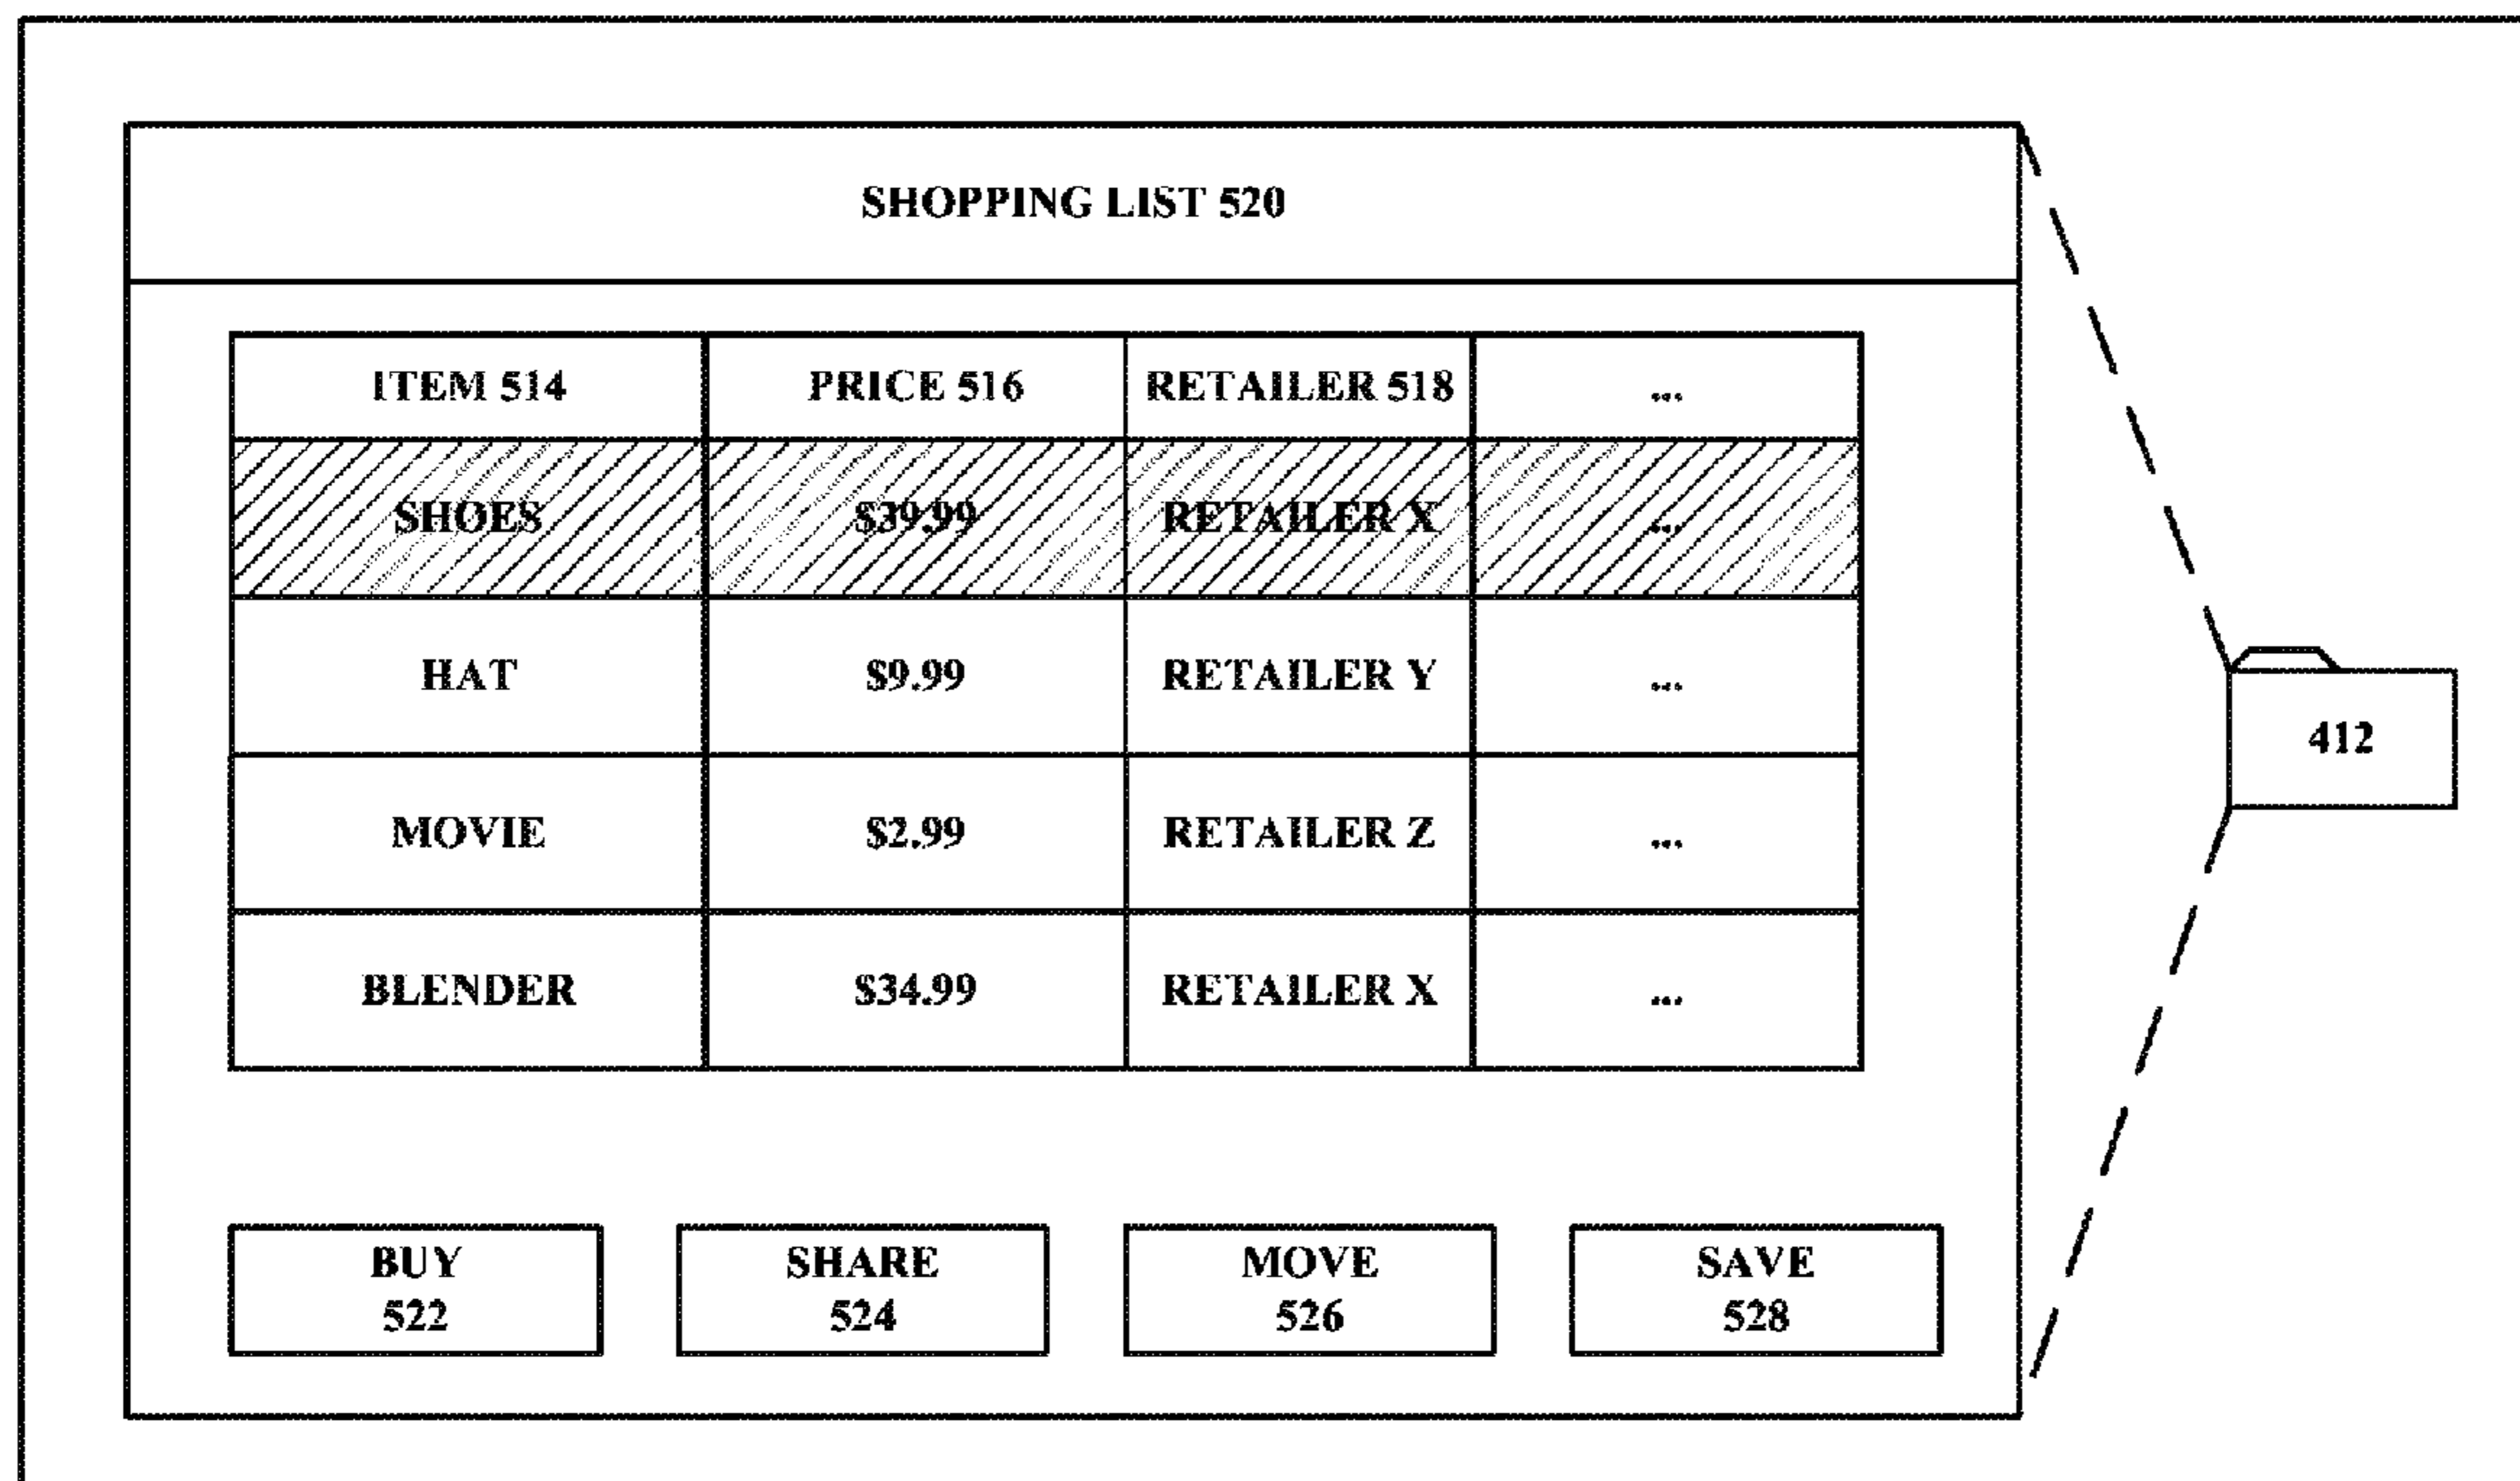 SHOPPING LIST 520
ITEM 514 PRICE 516 RETAILER 518 ...
SHOES $39.99 RETAILER X ...
HAT $9.99 RETAILER Y ...
MOVIE $2.99 RETAILER Z ...
BLENDER $34.99 RETAILER X ...
412
BUY
522
SHARE
524
MOVE
526
SAVE
528